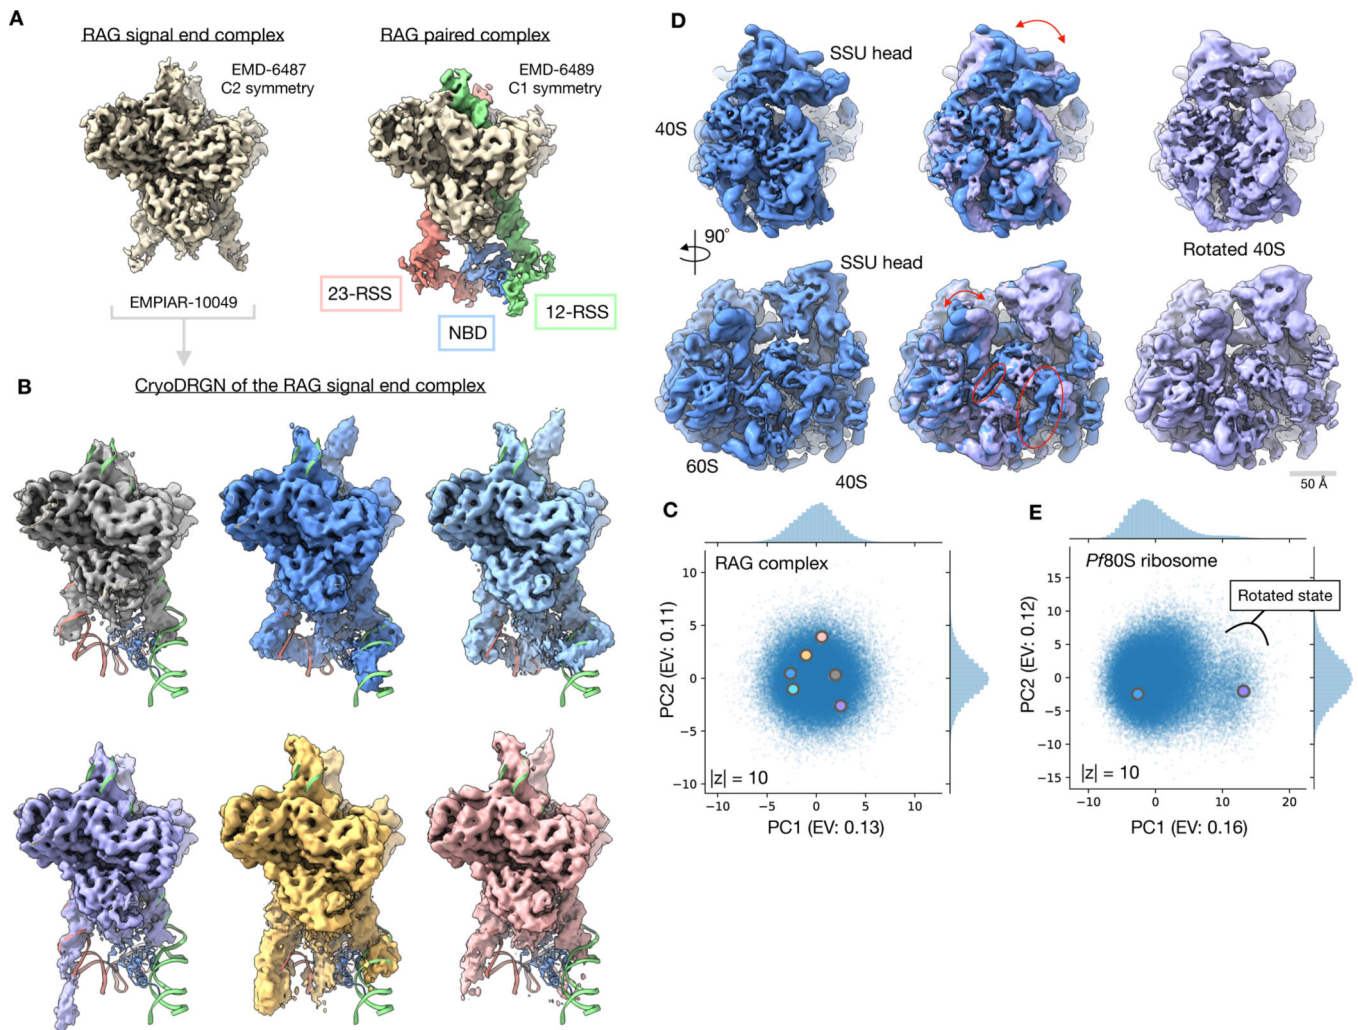 A
RAG signal end complex
EMD-6487
C2 symmetry
RAG paired complex
EMD-6489
C1 symmetry
23-RSS
NBD
12-RSS
EMPIAR-10049
B
CryoDRGN of the RAG signal end complex
D
SSU head
40S
90°
Rotated 40S
SSU head
60S
40S
50 Å
C
RAG complex
10
5
0
−5
−10
PC2 (EV: 0.11)
|z| = 10
−10
−5
0
5
10
PC1 (EV: 0.13)
E
Pf80S ribosome
Rotated state
15
10
5
0
−5
−10
−15
PC2 (EV: 0.12)
|z| = 10
−10
0
10
20
PC1 (EV: 0.16)